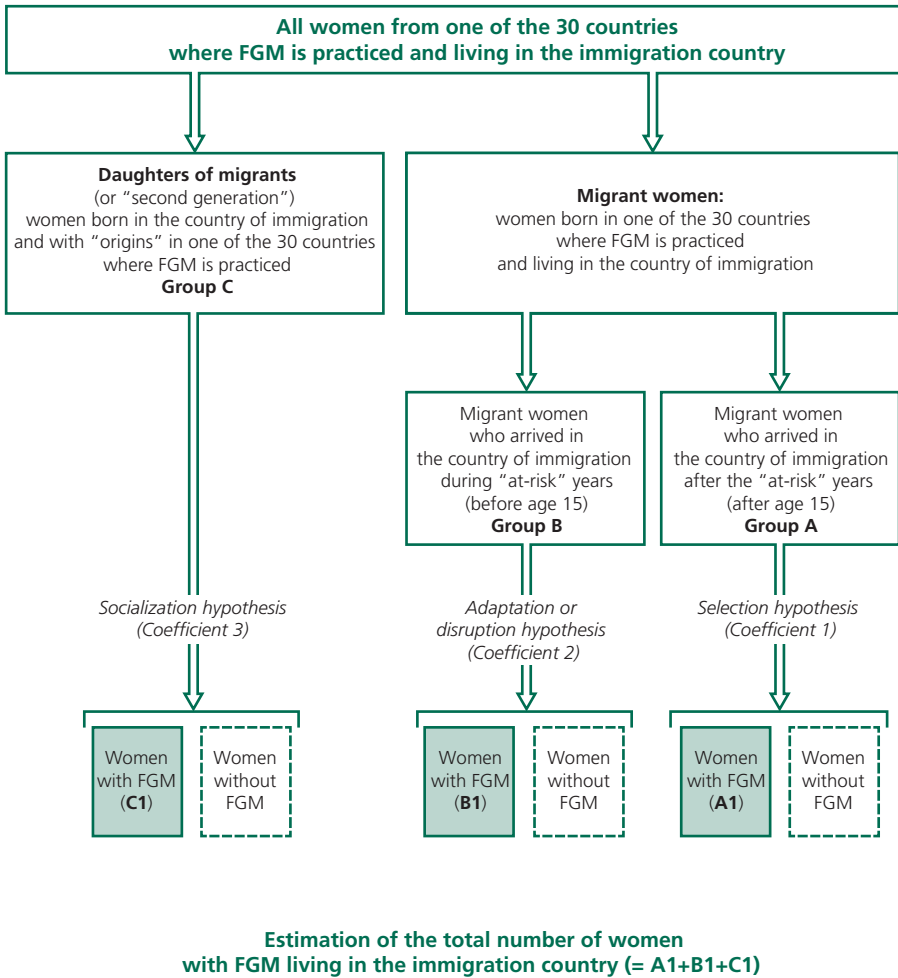 All women from one of the 30 countries
where FGM is practiced and living in the immigration country
Daughters of migrants
(or “second generation”)
women born in the country of immigration
and with “origins” in one of the 30 countries
where FGM is practiced
Group C
Migrant women:
women born in one of the 30 countries
where FGM is practiced
and living in the country of immigration
Migrant women
who arrived in
the country of immigration
during “at-risk” years
(before age 15)
Group B
Migrant women
who arrived in
the country of immigration
after the “at-risk” years
(after age 15)
Group A
Socialization hypothesis
(Coefficient 3)
Adaptation or
disruption hypothesis
(Coefficient 2)
Selection hypothesis
(Coefficient 1)
Women
with FGM
(C1)
Women
without
FGM
Women
with FGM
(B1)
Women
without
FGM
Women
with FGM
(A1)
Women
without
FGM
Estimation of the total number of women
with FGM living in the immigration country (= A1+B1+C1)